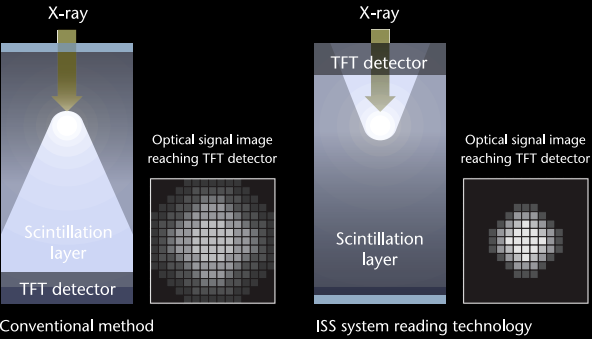 X-ray
Optical signal image
reaching TFT detector
Scintillation
layer
TFT detector
Conventional method
X-ray
TFT detector
Optical signal image
reaching TFT detector
Scintillation
layer
ISS system reading technology